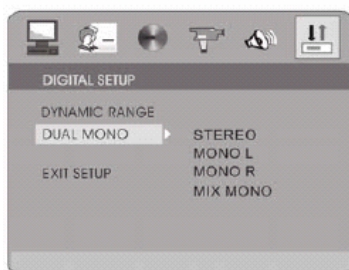 DIGITAL SETUP
DYNAMIC RANGE
DUAL MONO
STEREO
MONO L
MONO R
MIX MONO
EXIT SETUP